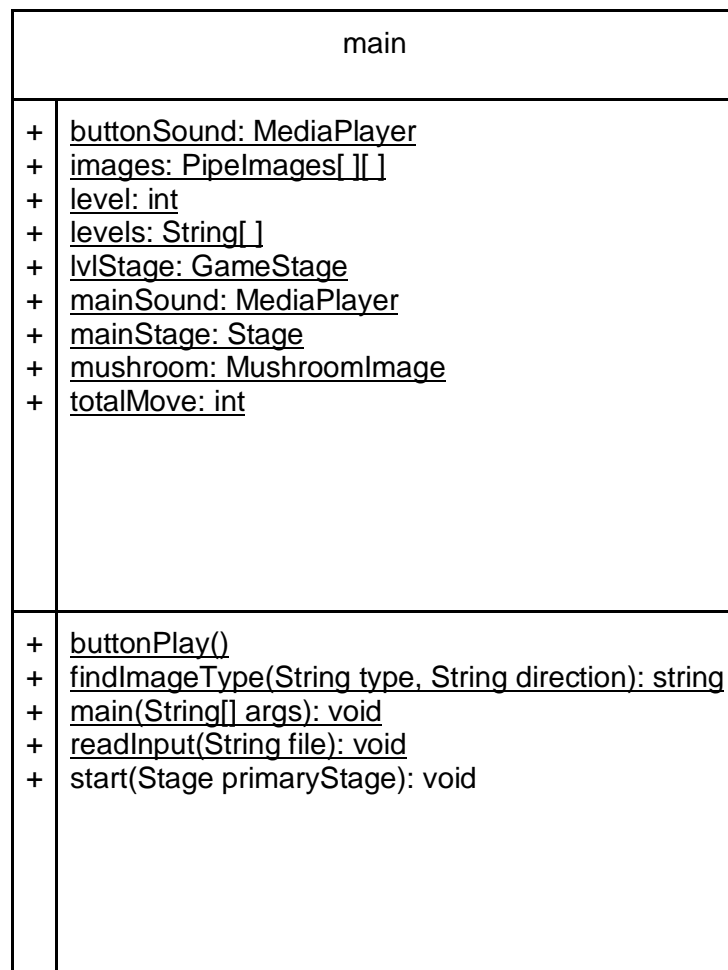 main
+ buttonSound: MediaPlayer
+ images: PipeImages[ ][ ]
+ level: int
+ levels: String[ ]
+ lvlStage: GameStage
+ mainSound: MediaPlayer
+ mainStage: Stage
+ mushroom: MushroomImage
+ totalMove: int
+ buttonPlay()
+ findImageType(String type, String direction): string
+ main(String[] args): void
+ readInput(String file): void
+ start(Stage primaryStage): void